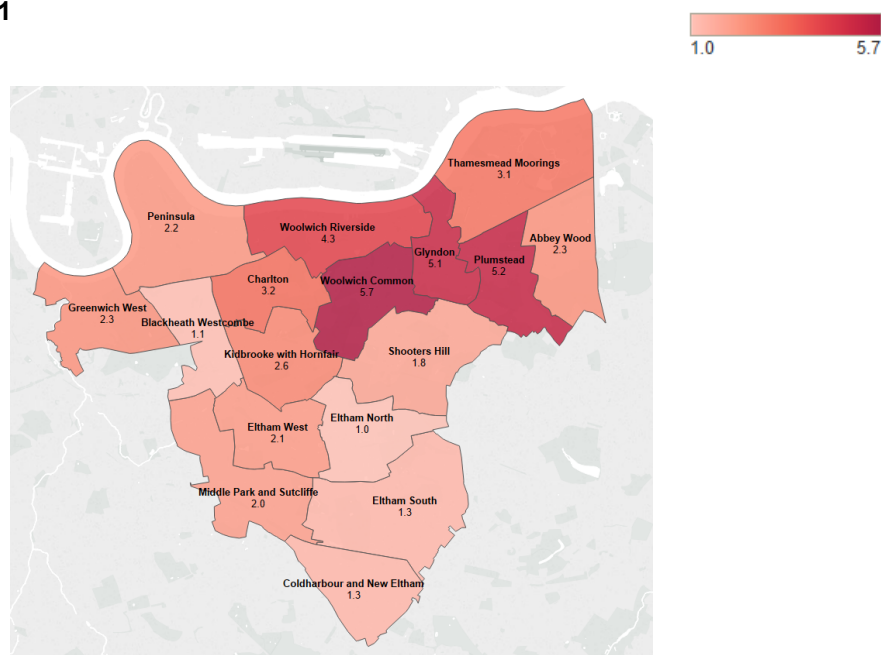 1
1.0 5.7
Thamesmead Moorings
3.1
Peninsula
2.2
Woolwich Riverside
4.3
Abbey Wood
2.3
Glyndon
5.1
Plumstead
5.2
Charlton
3.2
Woolwich Common
5.7
Greenwich West
2.3
Blackheath Westcombe
1.1
Kidbrooke with Hornfair
2.6
Shooters Hill
1.8
Eltham North
1.0
Eltham West
2.1
Middle Park and Sutcliffe
2.0
Eltham South
1.3
Coldharbour and New Eltham
1.3